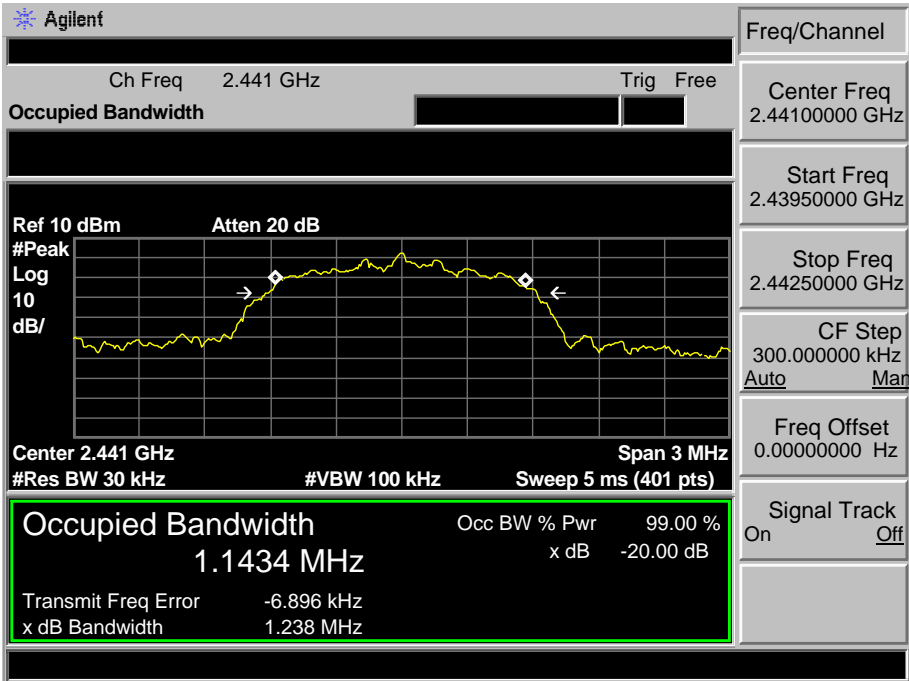 Agilent
Freq/Channel
Ch Freq 2.441 GHz Trig Free
Occupied Bandwidth
Center Freq
2.44100000 GHz
Start Freq
2.43950000 GHz
Stop Freq
2.44250000 GHz
CF Step
300.000000 kHz
Auto Man
Freq Offset
0.00000000 Hz
Signal Track
On Off
Ref 10 dBm Atten 20 dB
#Peak
Log
10
dB/
Center 2.441 GHz Span 3 MHz
#Res BW 30 kHz #VBW 100 kHz Sweep 5 ms (401 pts)
Occupied Bandwidth Occ BW % Pwr 99.00 %
1.1434 MHz x dB -20.00 dB
Transmit Freq Error -6.896 kHz
x dB Bandwidth 1.238 MHz